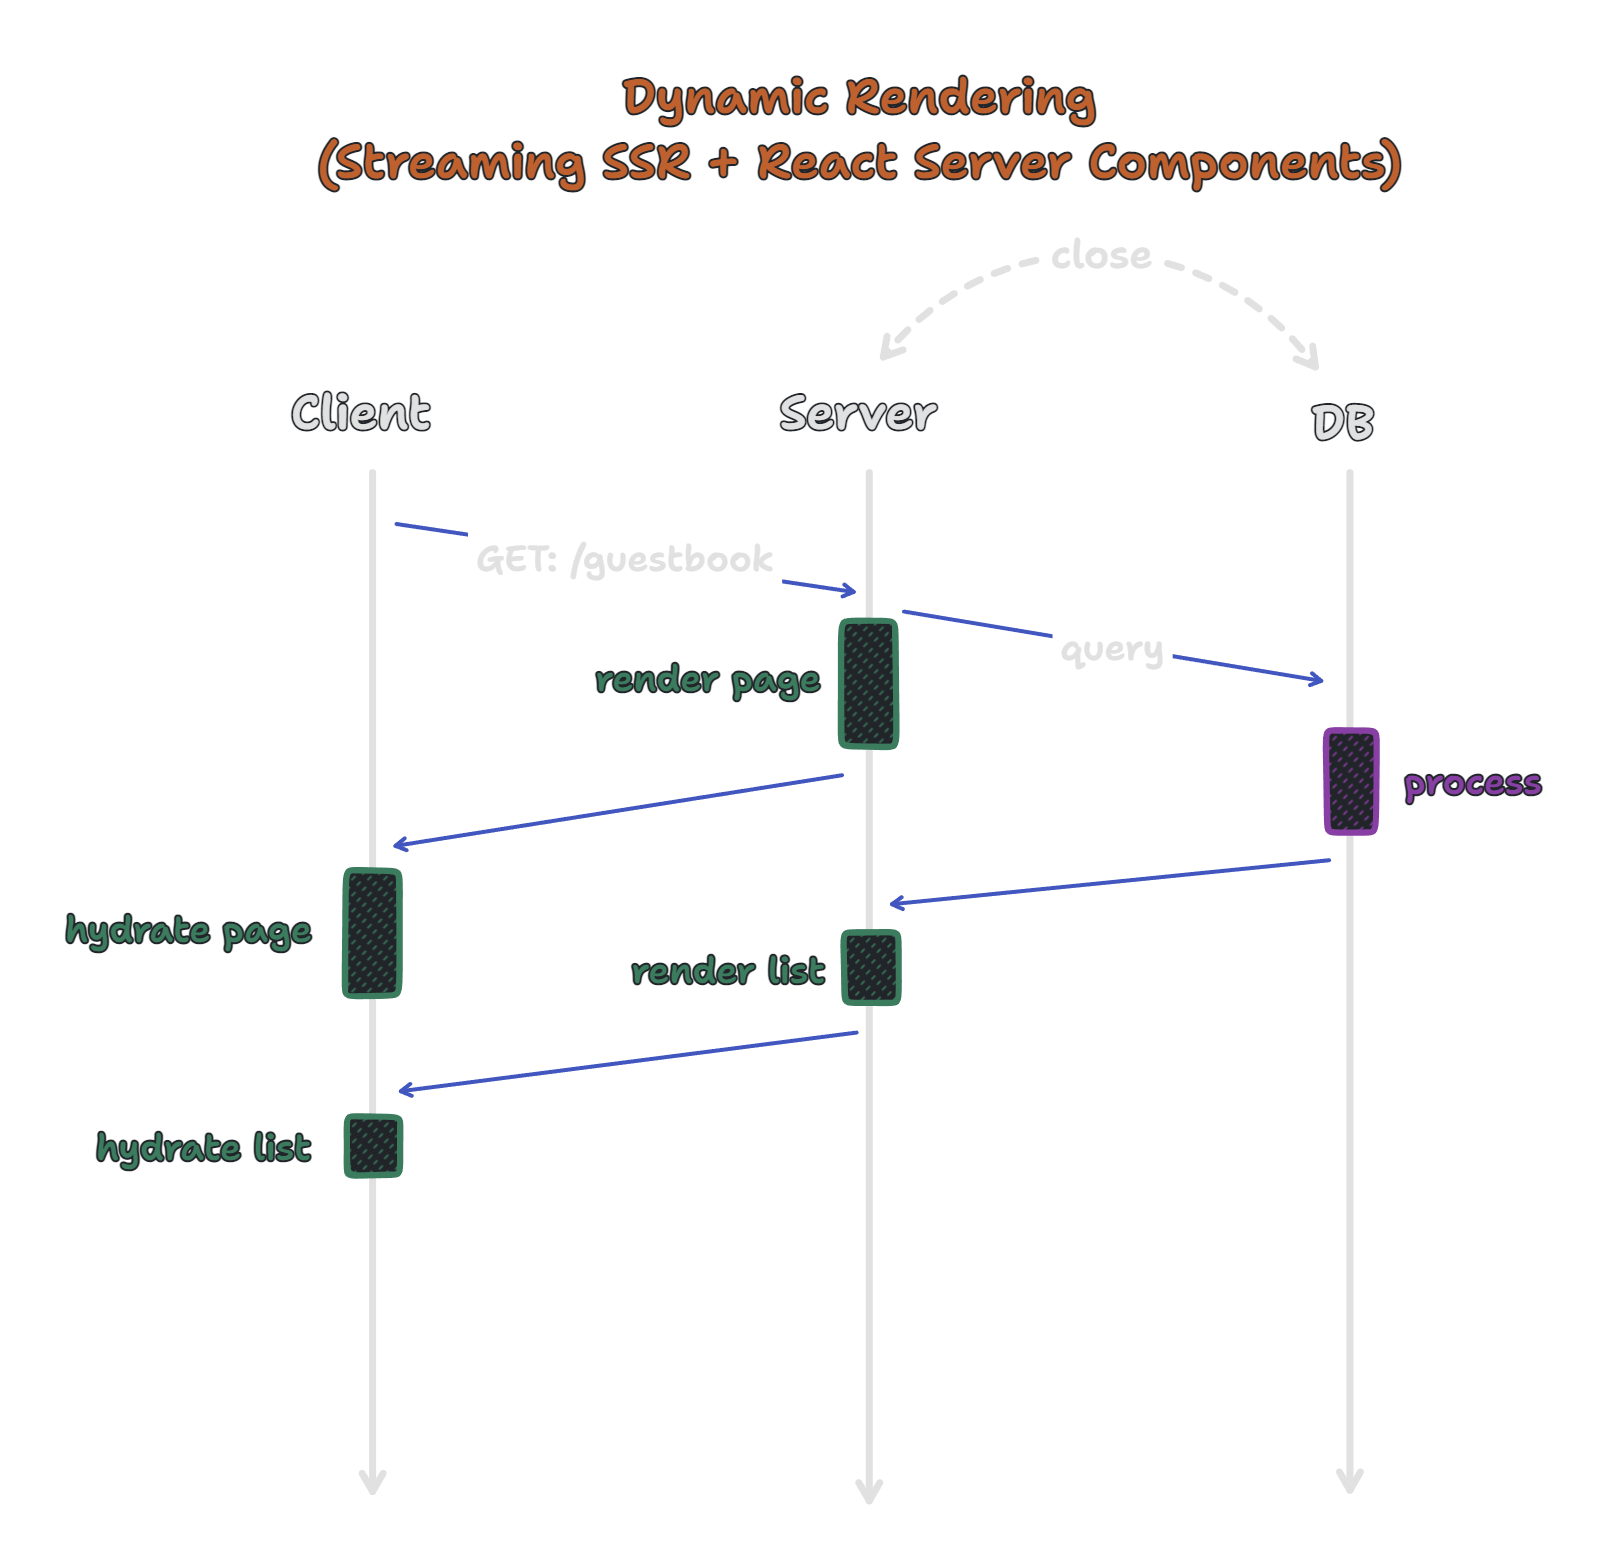 Dynamic Rendering
(Streaming SSR + React Server Components)
close
Client
Server
DB
GET: /guestbook
query
render page
process
hydrate page
render list
hydrate list